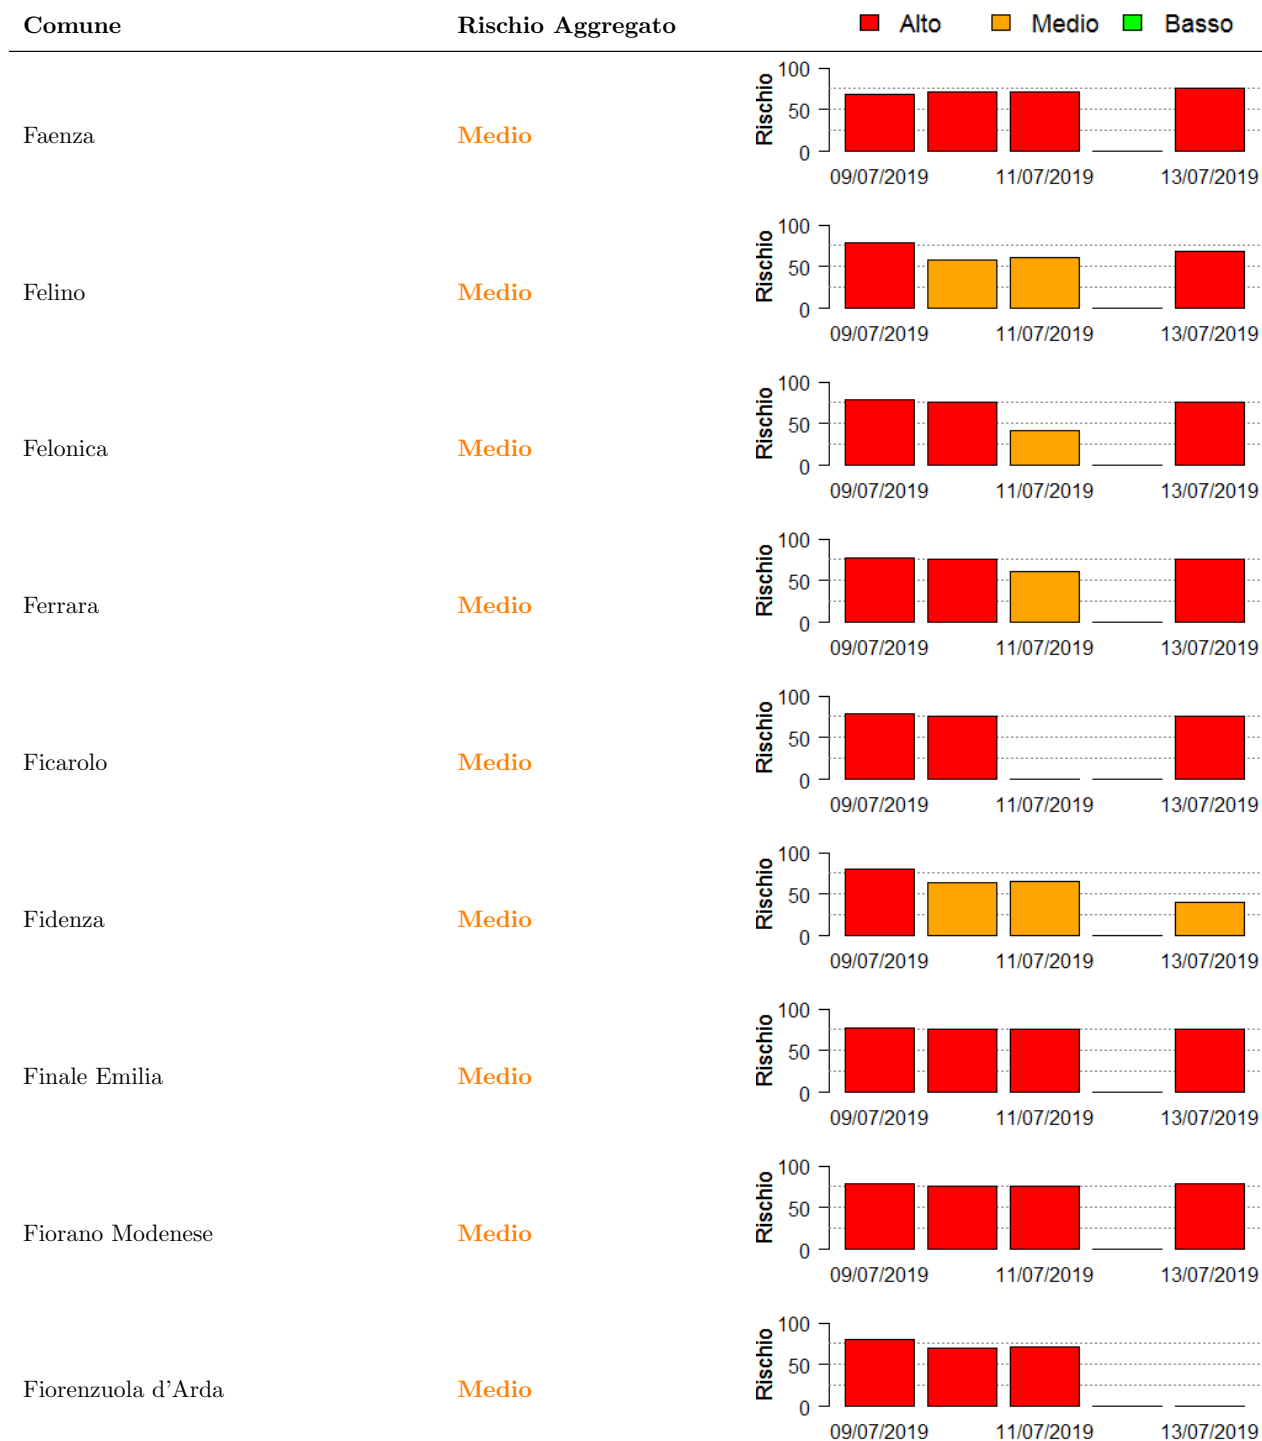 Comune Rischio Aggregato Alto Medio Basso
Faenza Medio
Rischio
100
50
0
09/07/2019 11/07/2019 13/07/2019
Felino Medio
Rischio
100
50
0
09/07/2019 11/07/2019 13/07/2019
Felonica Medio
Rischio
100
50
0
09/07/2019 11/07/2019 13/07/2019
Ferrara Medio
Rischio
100
50
0
09/07/2019 11/07/2019 13/07/2019
Ficarolo Medio
Rischio
100
50
0
09/07/2019 11/07/2019 13/07/2019
Fidenza Medio
Rischio
100
50
0
09/07/2019 11/07/2019 13/07/2019
Finale Emilia Medio
Rischio
100
50
0
09/07/2019 11/07/2019 13/07/2019
Fiorano Modenese Medio
Rischio
100
50
0
09/07/2019 11/07/2019 13/07/2019
Fiorenzuola d'Arda Medio
Rischio
100
50
0
09/07/2019 11/07/2019 13/07/2019